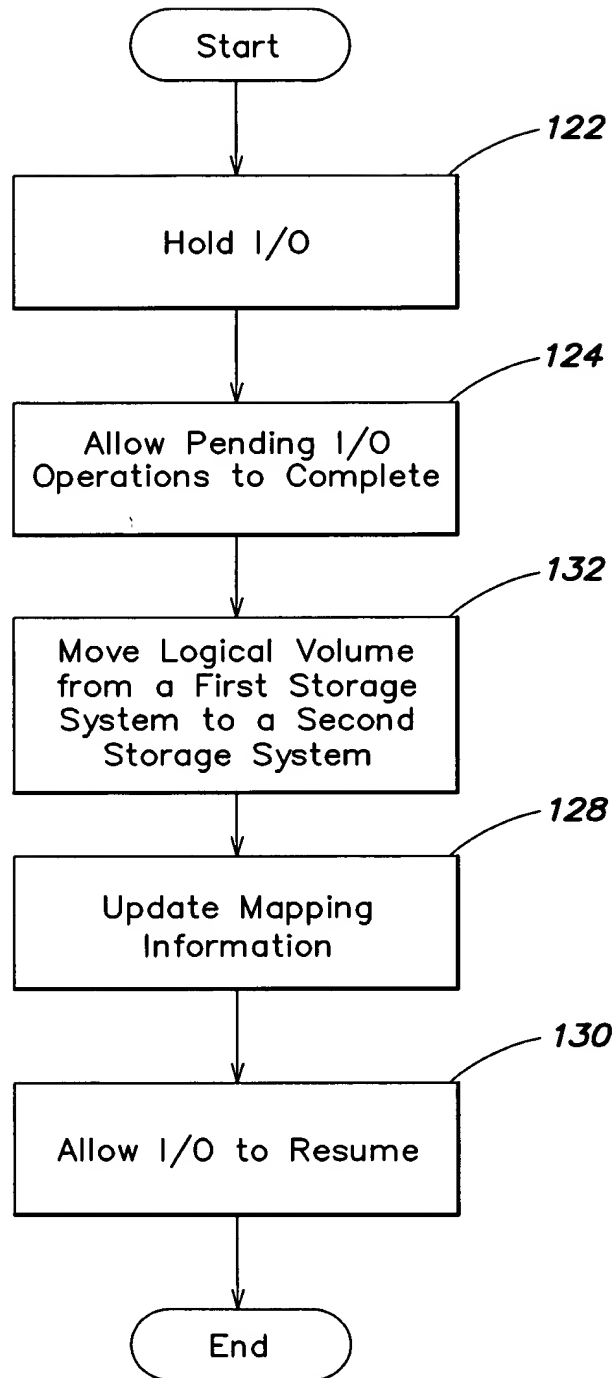 Start
122
Hold I/O
124
Allow Pending I/O
Operations to Complete
132
Move Logical Volume
from a First Storage
System to a Second
Storage System
128
Update Mapping
Information
130
Allow I/O to Resume
End